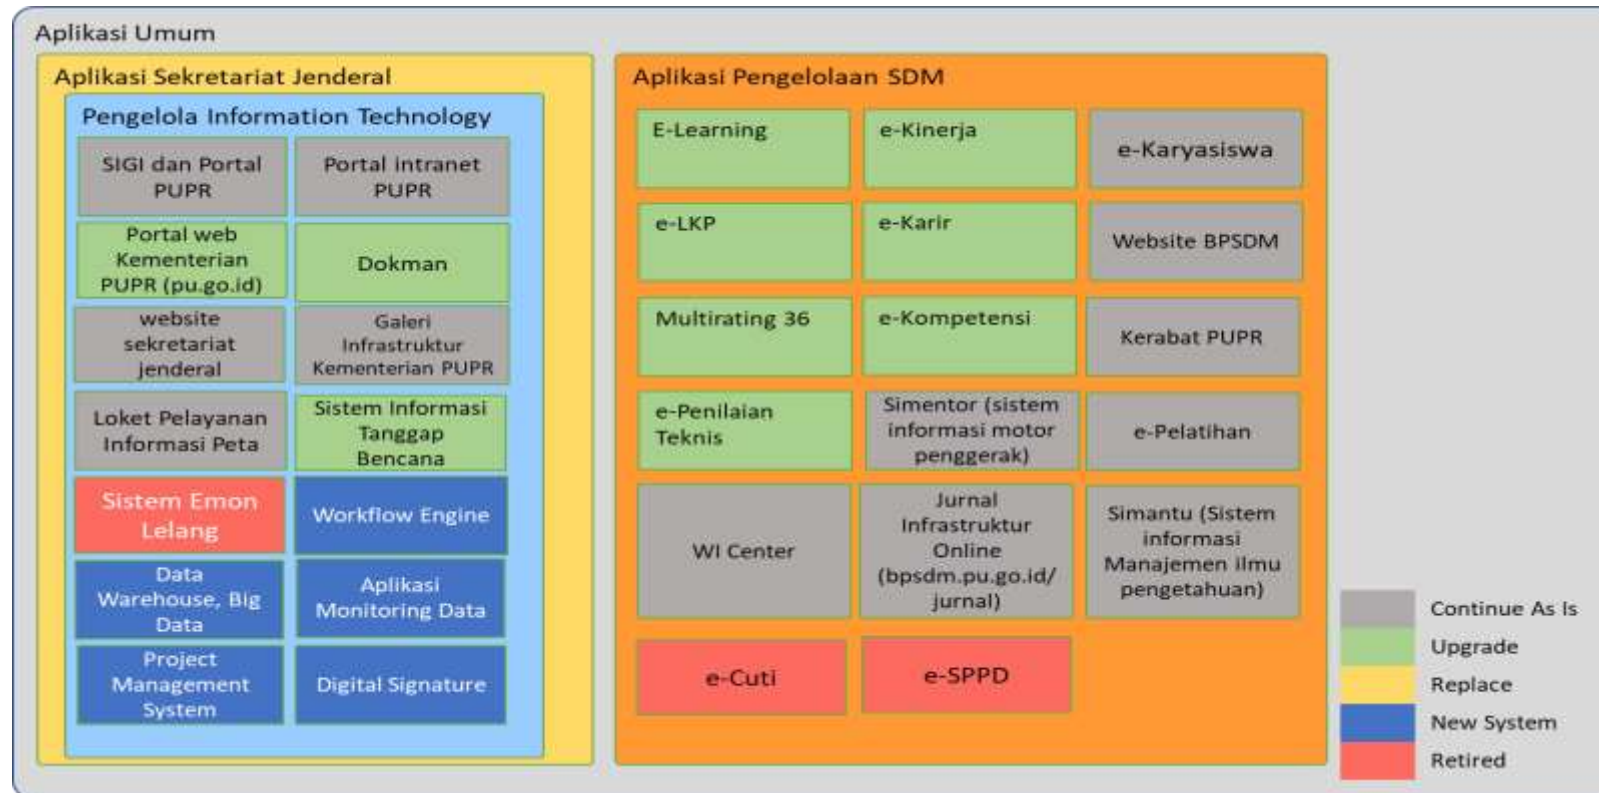 Aplikasi Umum
Aplikasi Sekretariat Jenderal
Pengelola Information Technology
SIGI dan Portal
PUPR
Portal intranet
PUPR
Portal web
Kementerian
PUPR (pu.go.id)
Dokman
website
sekretariat
jenderal
Galeri
Infrastruktur
Kementerian PUPR
Loket Pelayanan
Informasi Peta
Sistem Informasi
Tanggap
Bencana
Sistem Emon
Lelang
Workflow Engine
Data
Warehouse, Big
Data
Aplikasi
Monitoring Data
Project
Management
System
Digital Signature
Aplikasi Pengelolaan SDM
E-Learning
e-Kinerja
e-Karyasiswa
e-LKP
e-Karir
Website BPSDM
Multirating 36
e-Kompetensi
Kerabat PUPR
e-Penilaian
Teknis
Simentor (sistem
informasi motor
penggerak)
e-Pelatihan
WI Center
Jurnal
Infrastruktur
Online
(bpsdm.pu.go.id/
jurnal)
Simantu (Sistem
informasi
Manajemen ilmu
pengetahuan)
e-Cuti
e-SPPD
Continue As Is
Upgrade
Replace
New System
Retired